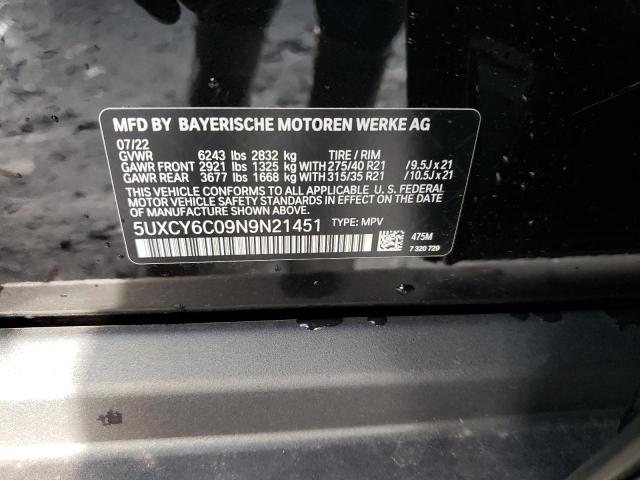 MFD BY BAYERISCHE MOTOREN WERKE AG
07/22
GVWR 6243 lbs 2832 kg TIRE / RIM
GAWR FRONT 2921 lbs 1325 kg WITH 275/40 R21 /9.5J x 21
GAWR REAR 3677 lbs 1668 kg WITH 315/35 R21 /10.5J x 21
THIS VEHICLE CONFORMS TO ALL APPLICABLE U. S. FEDERAL
MOTOR VEHICLE SAFETY STANDARDS IN EFFECT ON THE DATE
OF MANUFACTURE SHOWN ABOVE.
5UXCY6C09N9N21451 TYPE: MPV
475M
7 320 729